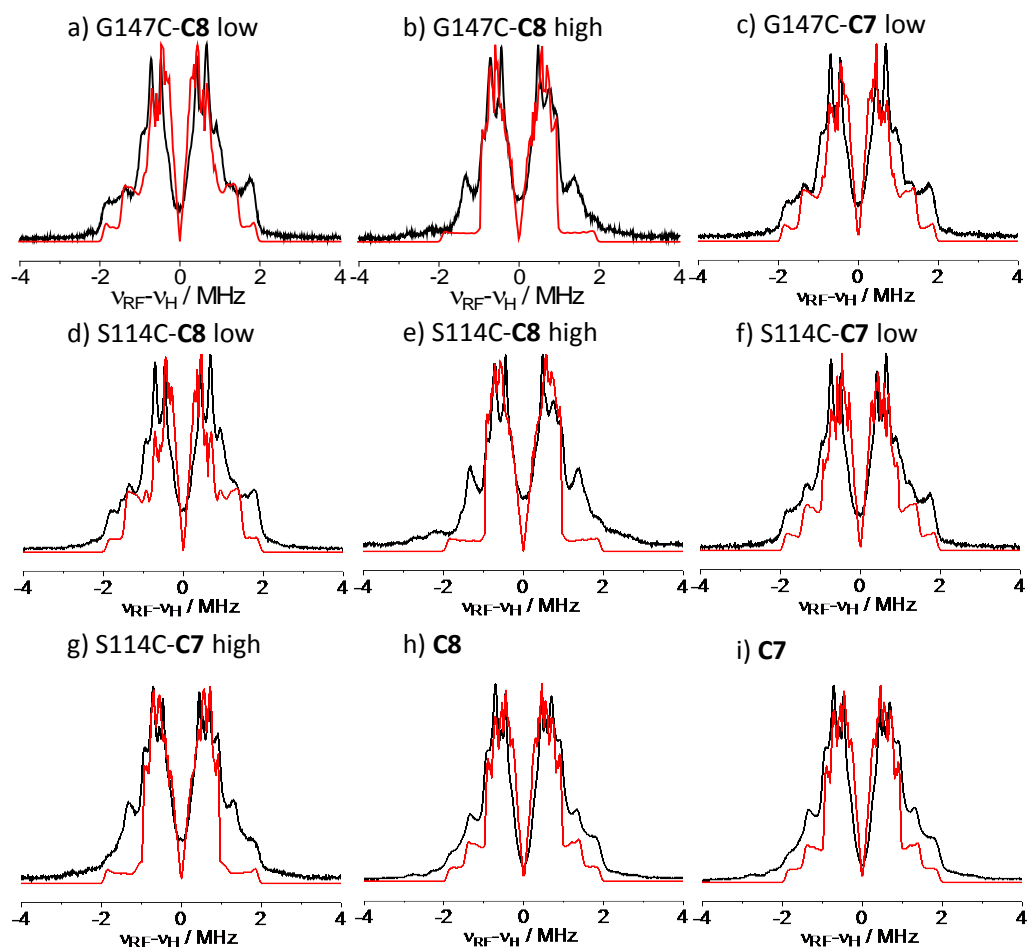 a) G147C-C8 low
b) G147C-C8 high
c) G147C-C7 low
-4 -2 0 2 4
-4 -2 0 2 4
-4 -2 0 2 4
νRF-νH / MHz
νRF-νH / MHz
νRF-νH / MHz
d) S114C-C8 low
e) S114C-C8 high
f) S114C-C7 low
-4 -2 0 2 4
-4 -2 0 2 4
-4 -2 0 2 4
νRF-νH / MHz
νRF-νH / MHz
νRF-νH / MHz
g) S114C-C7 high
h) C8
i) C7
-4 -2 0 2 4
-4 -2 0 2 4
-4 -2 0 2 4
νRF-νH / MHz
νRF-νH / MHz
νRF-νH / MHz